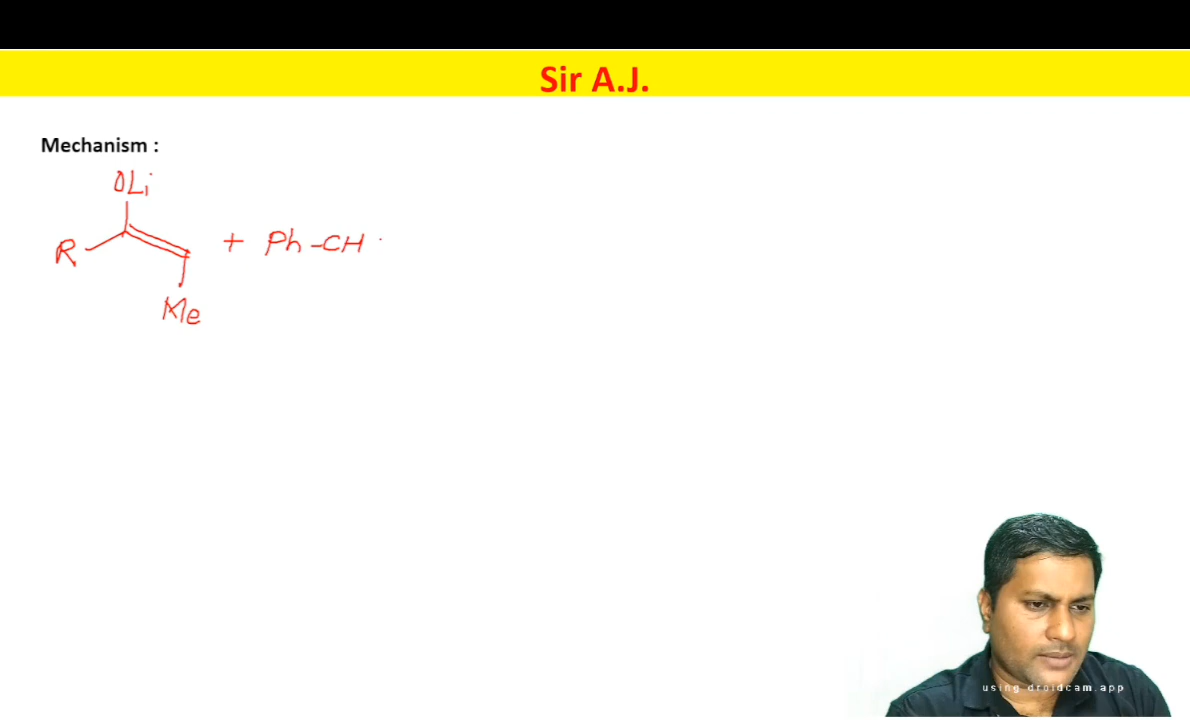 Sir A.J.
Mechanism :
OLi
R
+ Ph-CH
Me
using droidcam.app